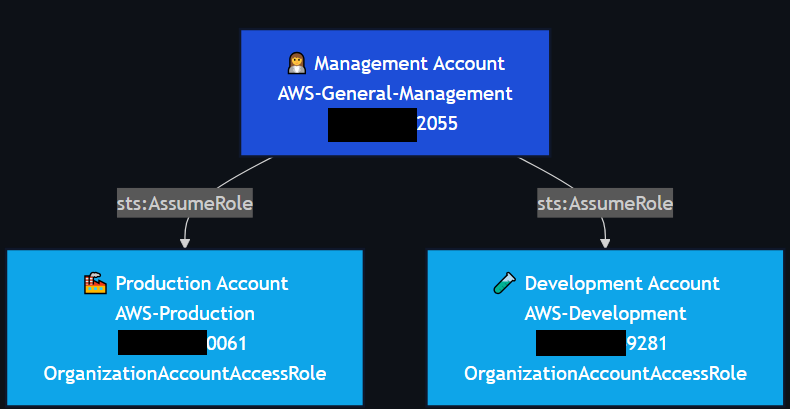 Management Account
AWS-General-Management
2055
sts:AssumeRole
sts:AssumeRole
Production Account
AWS-Production
0061
OrganizationAccountAccessRole
Development Account
AWS-Development
9281
OrganizationAccountAccessRole